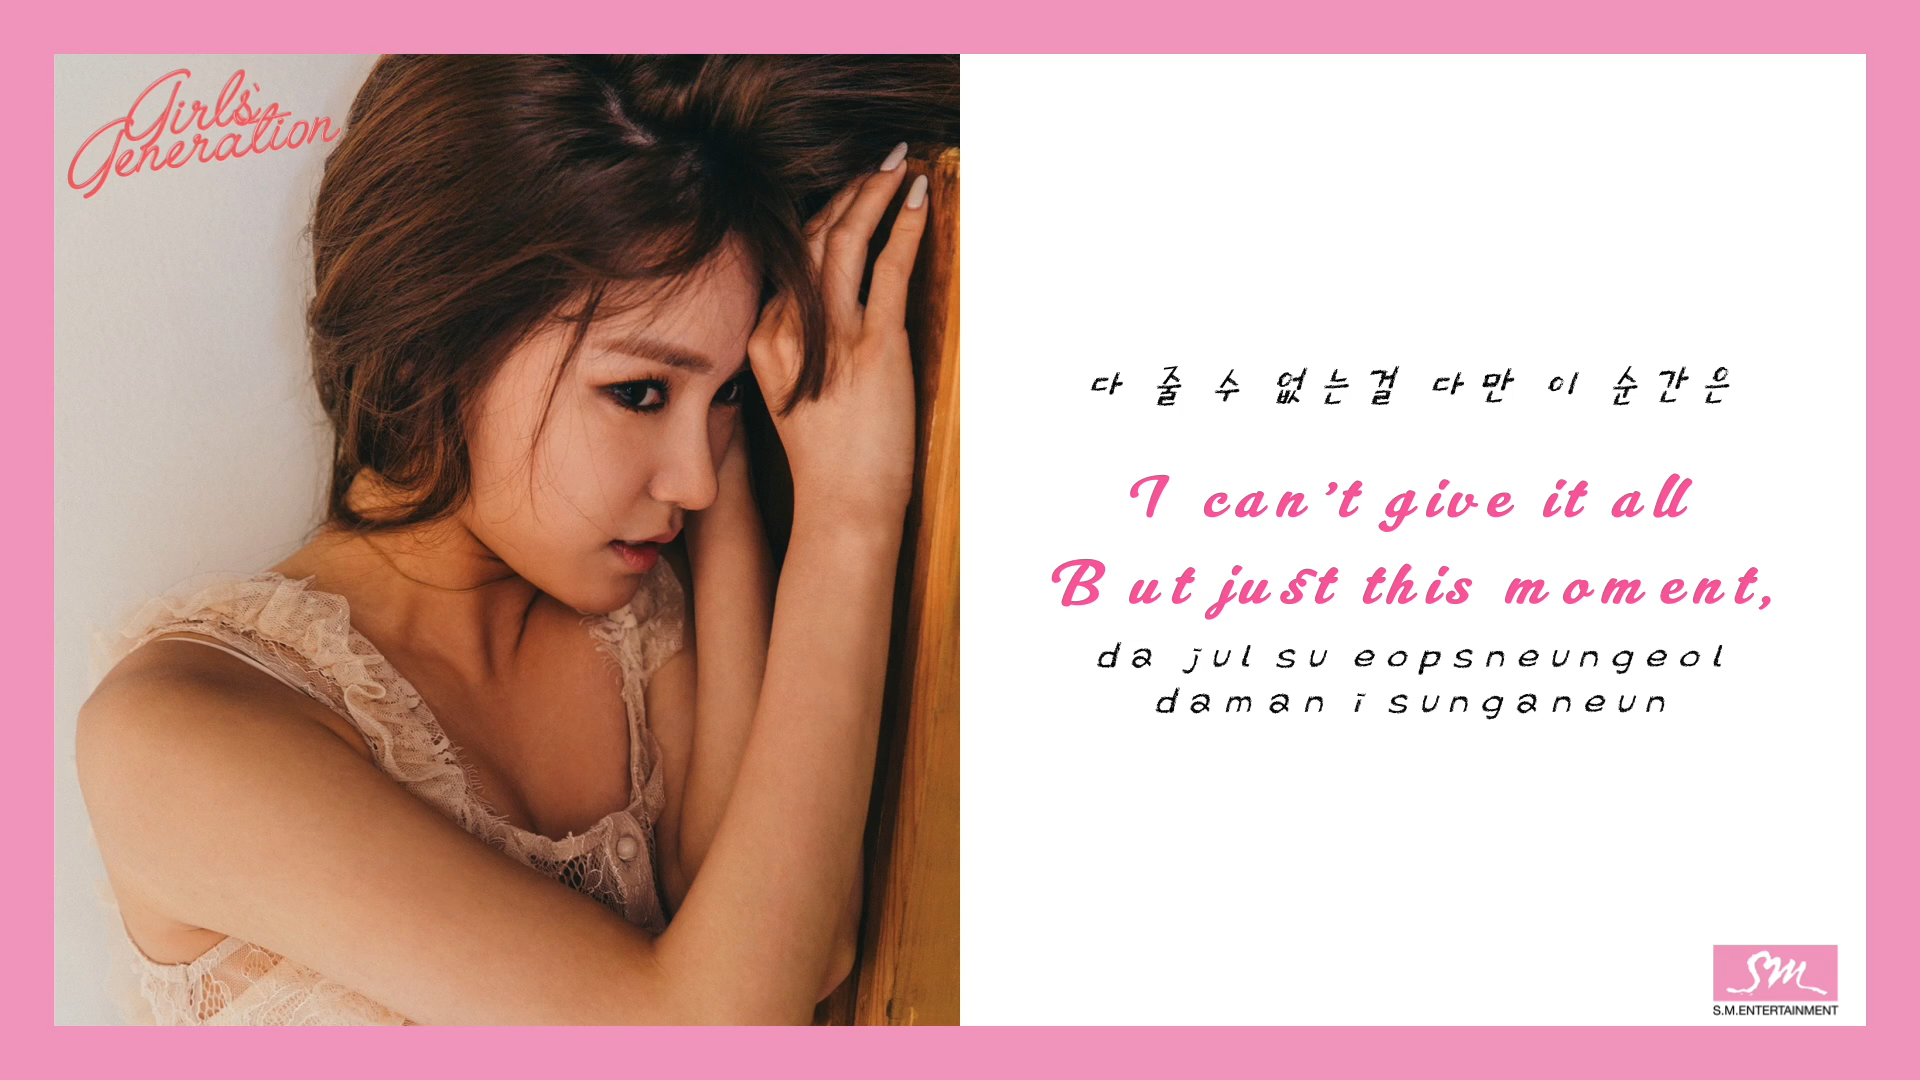 Girls'
Generation
다 줄 수 없는걸 다만 이 순간은
I can't give it all
But just this moment,
da jul su eopsneungeol
daman i sunganeun
SM
S.M.ENTERTAINMENT